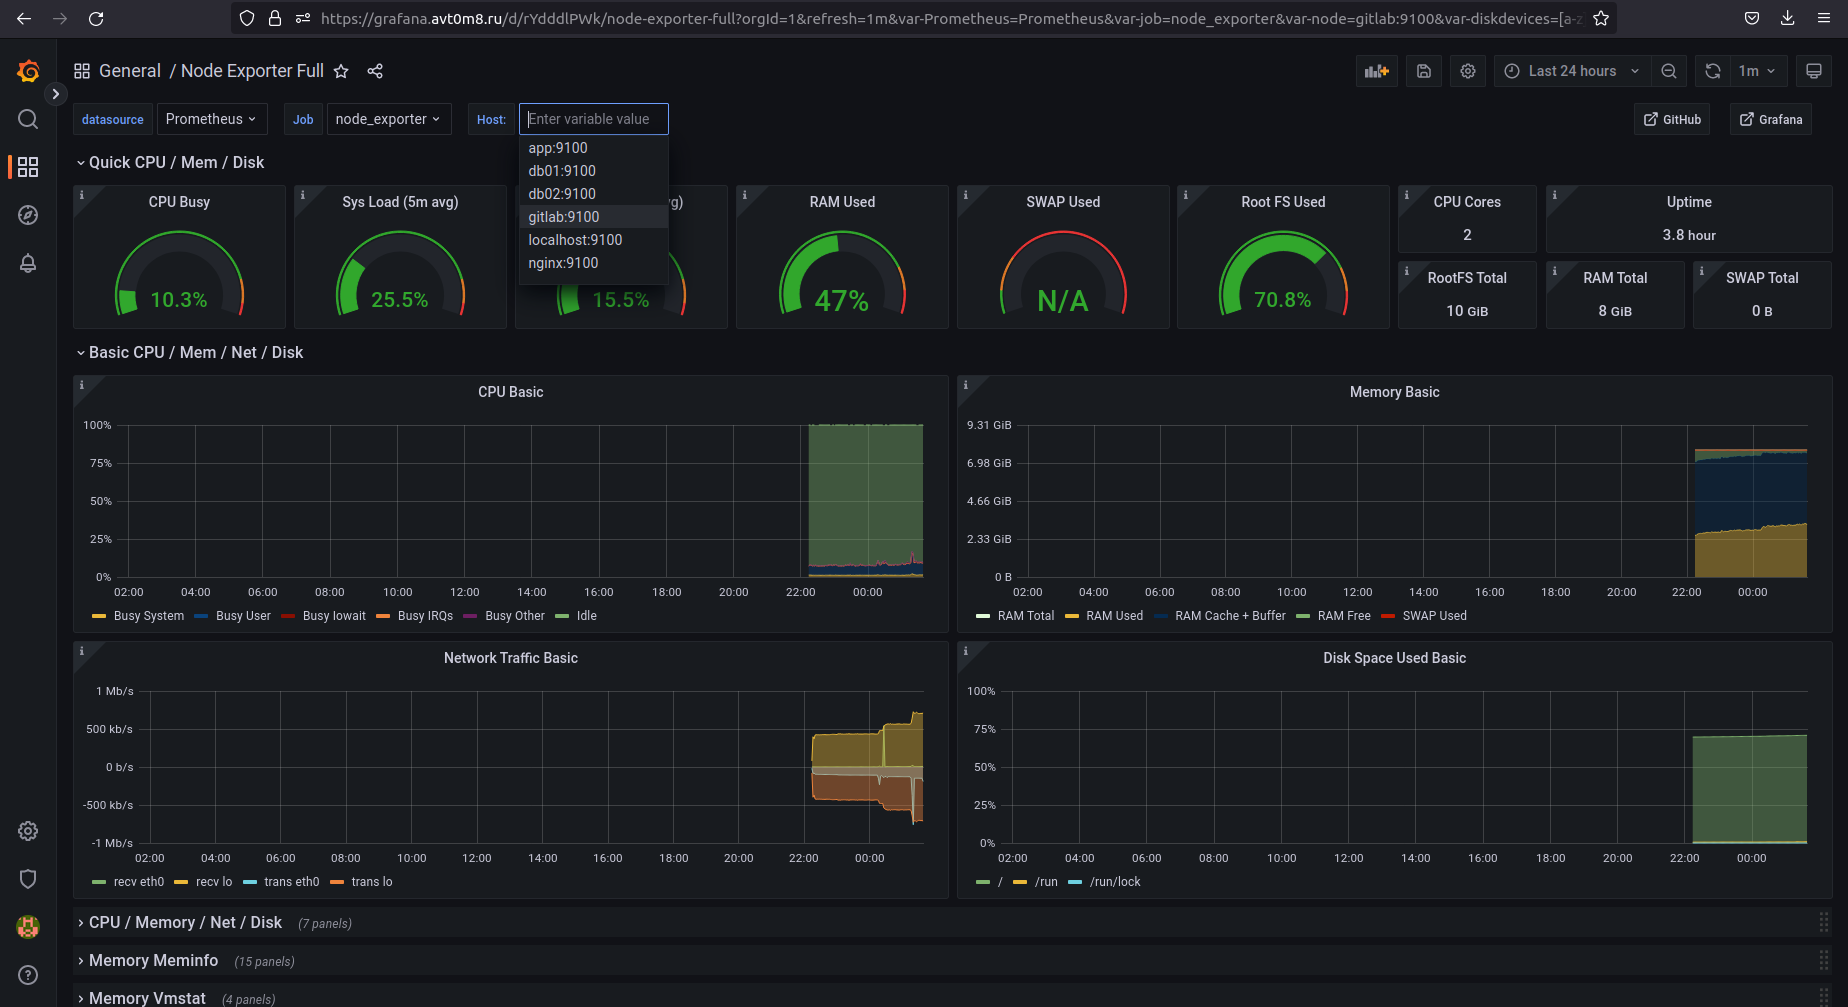 https://grafana.avt0m8.ru/d/rYdddlPWk/node-exporter-full?orgId=1&refresh=1m&var-Prometheus=Prometheus&var-job=node_exporter&var-node=gitlab:9100&var-diskdevices=[a-z
General / Node Exporter Full
Last 24 hours
1m
datasource Prometheus Job node_exporter Host: Enter variable value
GitHub Grafana
app:9100
db01:9100
db02:9100
gitlab:9100
localhost:9100
nginx:9100
Quick CPU / Mem / Disk
CPU Busy
10.3%
Sys Load (5m avg)
25.5%
g)
15.5%
RAM Used
47%
SWAP Used
N/A
Root FS Used
70.8%
CPU Cores
2
Uptime
3.8 hour
RootFS Total
10 GiB
RAM Total
8 GiB
SWAP Total
0 B
Basic CPU / Mem / Net / Disk
CPU Basic
100%
75%
50%
25%
0%
02:00 04:00 06:00 08:00 10:00 12:00 14:00 16:00 18:00 20:00 22:00 00:00
Busy System Busy User Busy Iowait Busy IRQs Busy Other Idle
Memory Basic
9.31 GiB
6.98 GiB
4.66 GiB
2.33 GiB
0 B
02:00 04:00 06:00 08:00 10:00 12:00 14:00 16:00 18:00 20:00 22:00 00:00
RAM Total RAM Used RAM Cache + Buffer RAM Free SWAP Used
Network Traffic Basic
1 Mb/s
500 kb/s
0 b/s
-500 kb/s
-1 Mb/s
02:00 04:00 06:00 08:00 10:00 12:00 14:00 16:00 18:00 20:00 22:00 00:00
recv eth0 recv lo trans eth0 trans lo
Disk Space Used Basic
100%
75%
50%
25%
0%
02:00 04:00 06:00 08:00 10:00 12:00 14:00 16:00 18:00 20:00 22:00 00:00
/ /run /run/lock
CPU / Memory / Net / Disk (7 panels)
Memory Meminfo (15 panels)
Memory Vmstat (4 panels)